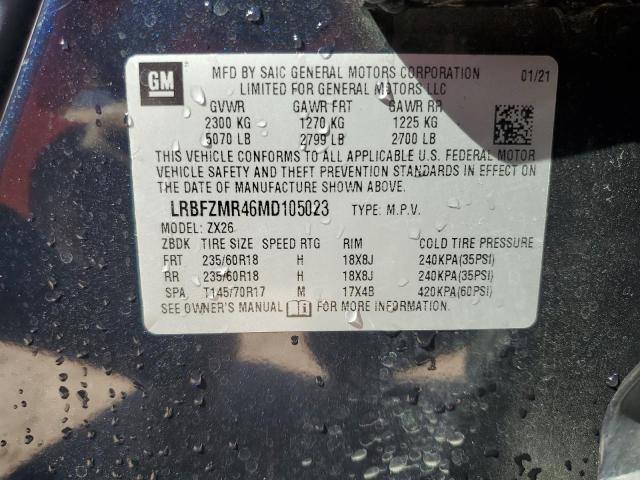 GM
MFD BY SAIC GENERAL MOTORS CORPORATION 01/21
LIMITED FOR GENERAL MOTORS LLC
GVWR GAWR FRT GAWR RR
2300 KG 1270 KG 1225 KG
5070 LB 2799 LB 2700 LB
THIS VEHICLE CONFORMS TO ALL APPLICABLE U.S. FEDERAL MOTOR
VEHICLE SAFETY AND THEFT PREVENTION STANDARDS IN EFFECT ON
THE DATE OF MANUFACTURE SHOWN ABOVE.
LRBFZMR46MD105023 TYPE: M.P.V.
MODEL: ZX26
ZBDK TIRE SIZE SPEED RTG RIM COLD TIRE PRESSURE
FRT 235/60R18 H 18X8J 240KPA(35PSI)
RR 235/60R18 H 18X8J 240KPA(35PSI)
SPA T145/70R17 M 17X4B 420KPA(60PSI)
SEE OWNER'S MANUAL FOR MORE INFORMATION.